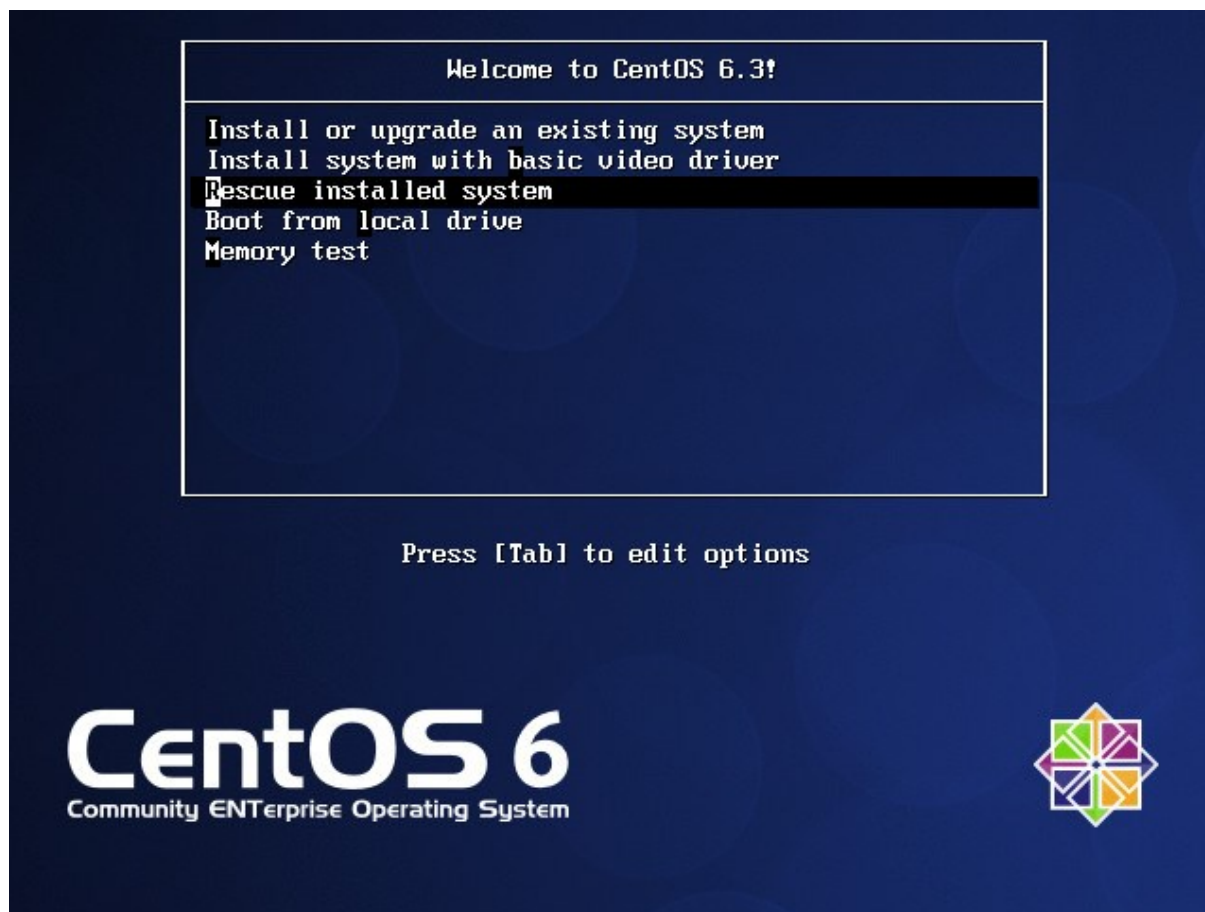 Welcome to CentOS 6.3!
Install or upgrade an existing system
Install system with basic video driver
Rescue installed system
Boot from local drive
Memory test
Press [Tab] to edit options
CentOS 6
Community ENTerprise Operating System